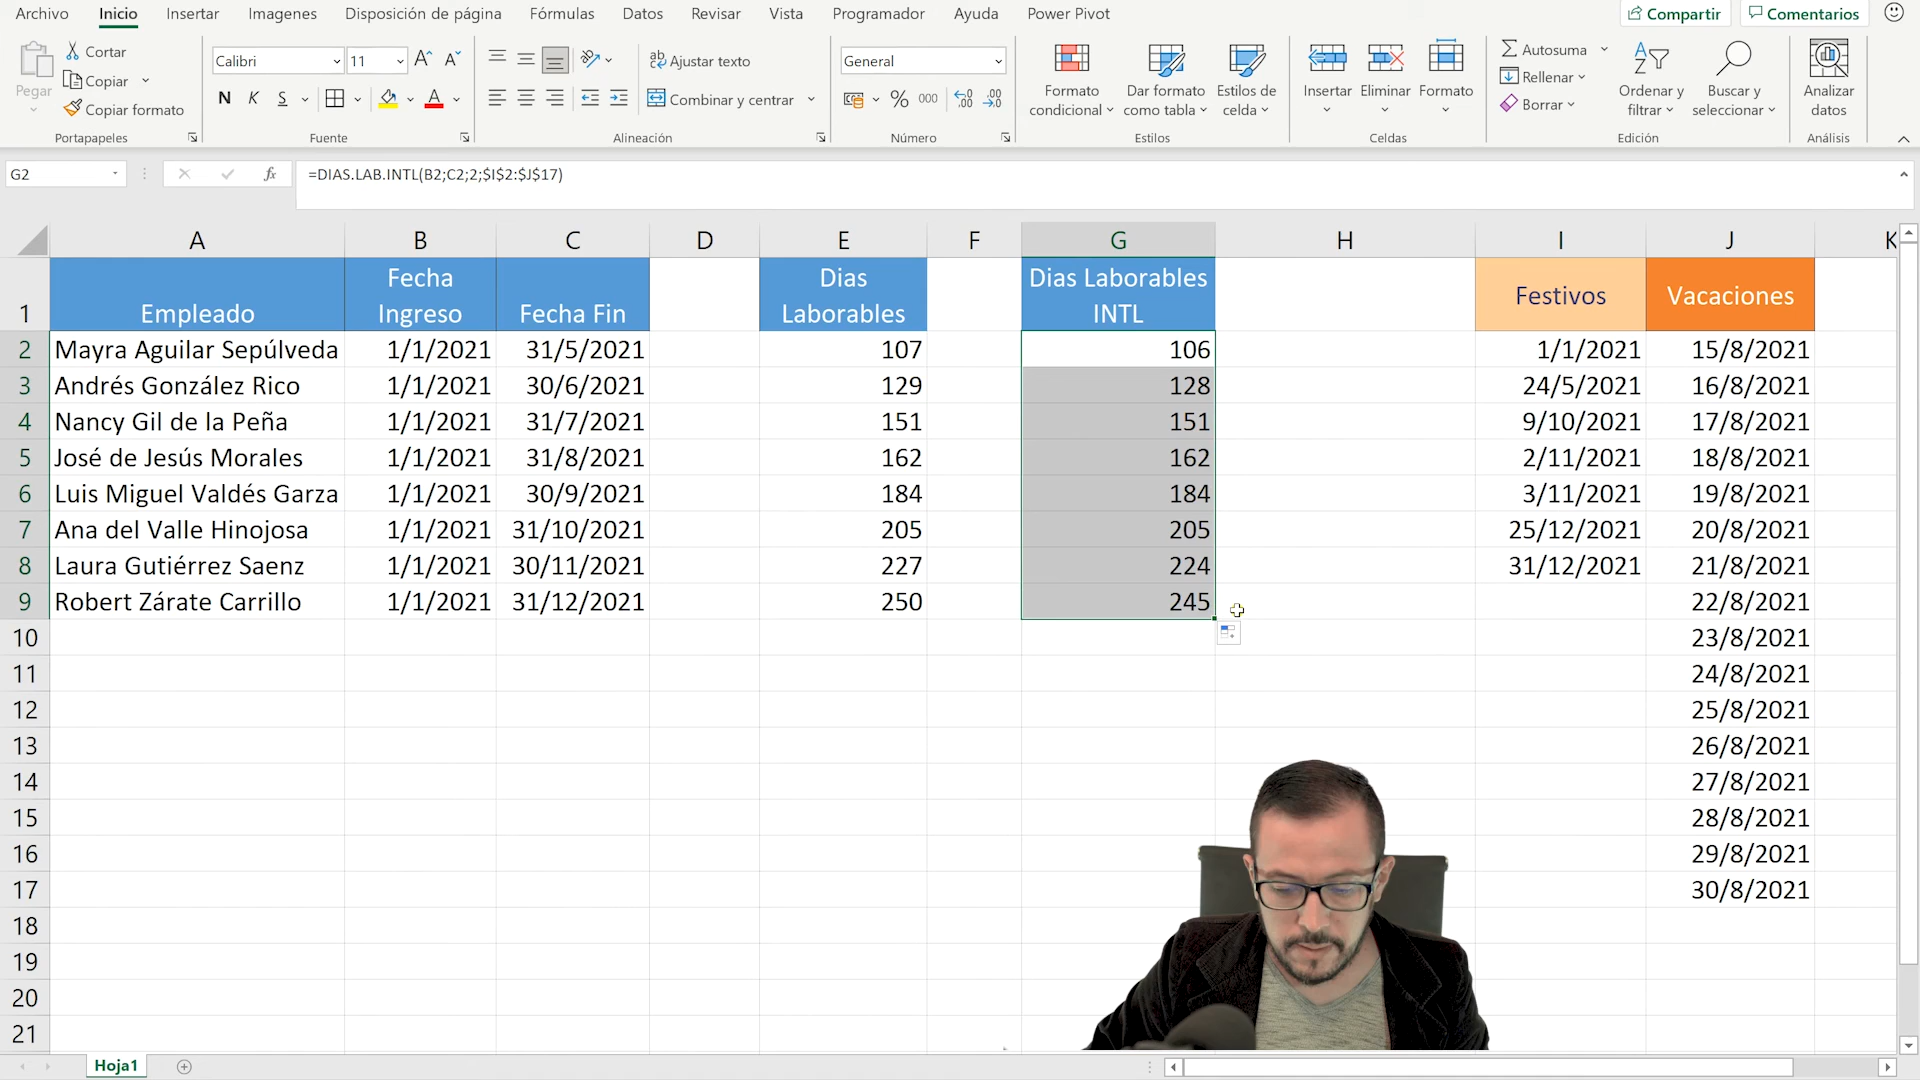 Archivo Inicio Insertar Imagenes Disposición de página Fórmulas Datos Revisar Vista Programador Ayuda Power Pivot Compartir Comentarios
Pegar
Cortar
Copiar
Copiar formato
Portapapeles
Calibri 11
N K S
Fuente
Ajustar texto
Combinar y centrar
Alineación
General
% 000
Número
Formato condicional
Dar formato como tabla
Estilos de celda
Estilos
Insertar Eliminar Formato
Celdas
Autosuma
Rellenar
Borrar
Ordenar y filtrar
Buscar y seleccionar
Edición
Analizar datos
Análisis
G2 fx =DIAS.LAB.INTL(B2;C2;2;$I$2:$J$17)
A B C D E F G H I J K
1 Empleado Fecha Ingreso Fecha Fin Dias Laborables Dias Laborables INTL Festivos Vacaciones
2 Mayra Aguilar Sepúlveda 1/1/2021 31/5/2021 107 106 1/1/2021 15/8/2021
3 Andrés González Rico 1/1/2021 30/6/2021 129 128 24/5/2021 16/8/2021
4 Nancy Gil de la Peña 1/1/2021 31/7/2021 151 151 9/10/2021 17/8/2021
5 José de Jesús Morales 1/1/2021 31/8/2021 162 162 2/11/2021 18/8/2021
6 Luis Miguel Valdés Garza 1/1/2021 30/9/2021 184 184 3/11/2021 19/8/2021
7 Ana del Valle Hinojosa 1/1/2021 31/10/2021 205 205 25/12/2021 20/8/2021
8 Laura Gutiérrez Saenz 1/1/2021 30/11/2021 227 224 31/12/2021 21/8/2021
9 Robert Zárate Carrillo 1/1/2021 31/12/2021 250 245 22/8/2021
10 23/8/2021
11 24/8/2021
12 25/8/2021
13 26/8/2021
14 27/8/2021
15 28/8/2021
16 29/8/2021
17 30/8/2021
18
19
20
21
Hoja1